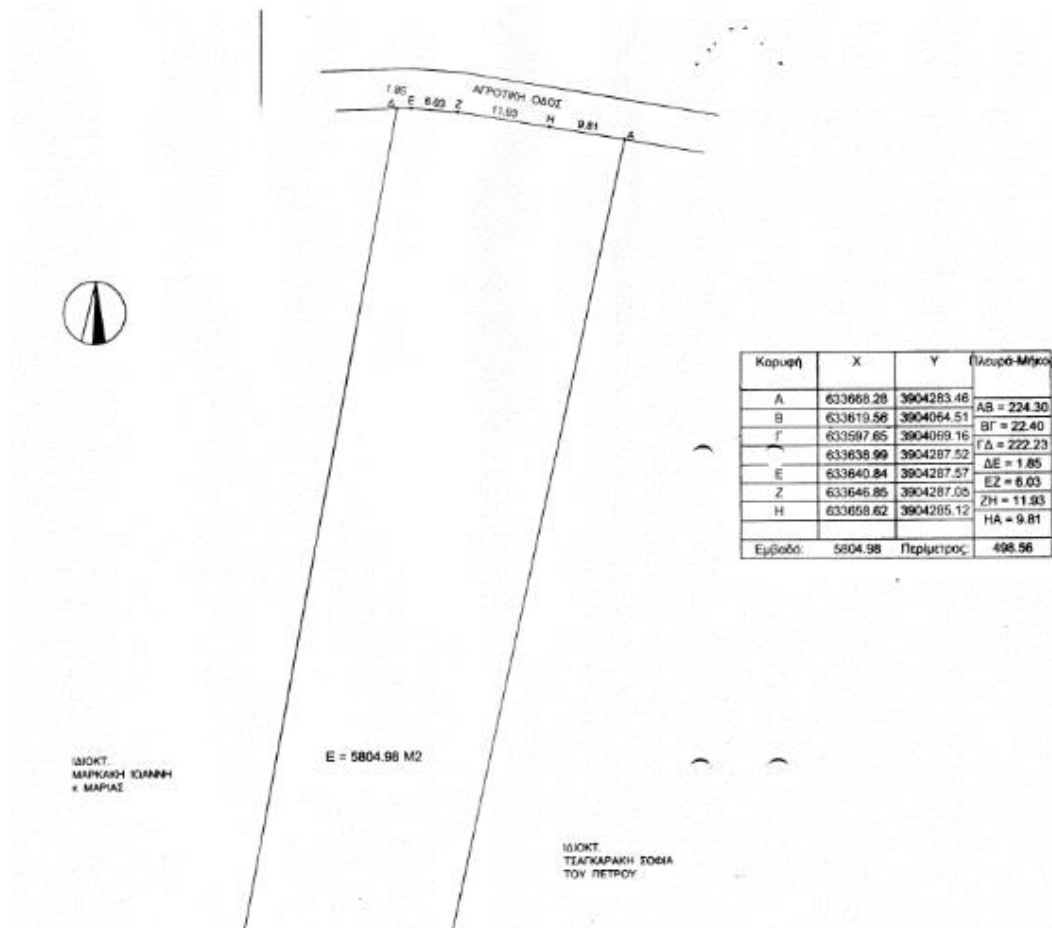 ΑΓΡΟΤΙΚΗ ΟΔΟΣ
1.85
Δ Ε 6.03 Ζ 11.93 Η 9.81 Α
Κορυφή Χ Υ Πλευρά-Μήκος
Α 633668.28 3904283.46 ΑΒ = 224.30
Β 633619.56 3904064.51 ΒΓ = 22.40
Γ 633597.65 3904069.16 ΓΔ = 222.23
633638.99 3904287.52 ΔΕ = 1.85
Ε 633640.84 3904287.57 ΕΖ = 6.03
Ζ 633646.85 3904287.05 ΖΗ = 11.93
Η 633658.62 3904285.12 ΗΑ = 9.81
Εμβαδό: 5804.98 Περίμετρος: 498.56
Ε = 5804.98 Μ2
ΙΔΙΟΚΤ.
ΜΑΡΚΑΚΗ ΙΩΑΝΝΗ
κ ΜΑΡΙΑΣ
ΙΔΙΟΚΤ.
ΤΣΑΓΚΑΡΑΚΗ ΣΟΦΙΑ
ΤΟΥ ΠΕΤΡΟΥ